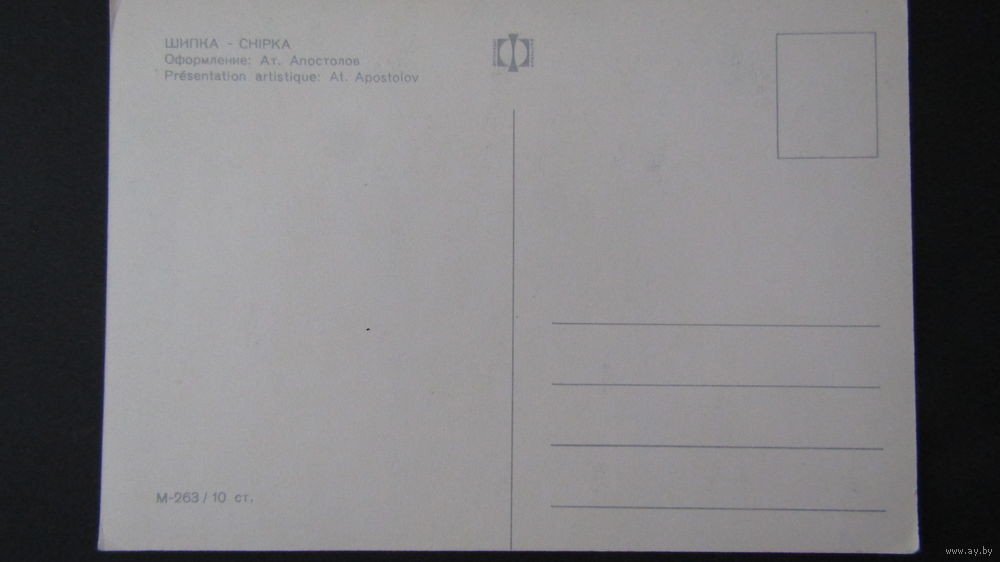 ШИПКА - CHIPKA
Оформление: Ат. Апостолов
Présentation artistique: At. Apostolov
М-263 / 10 ст.
www.ay.by